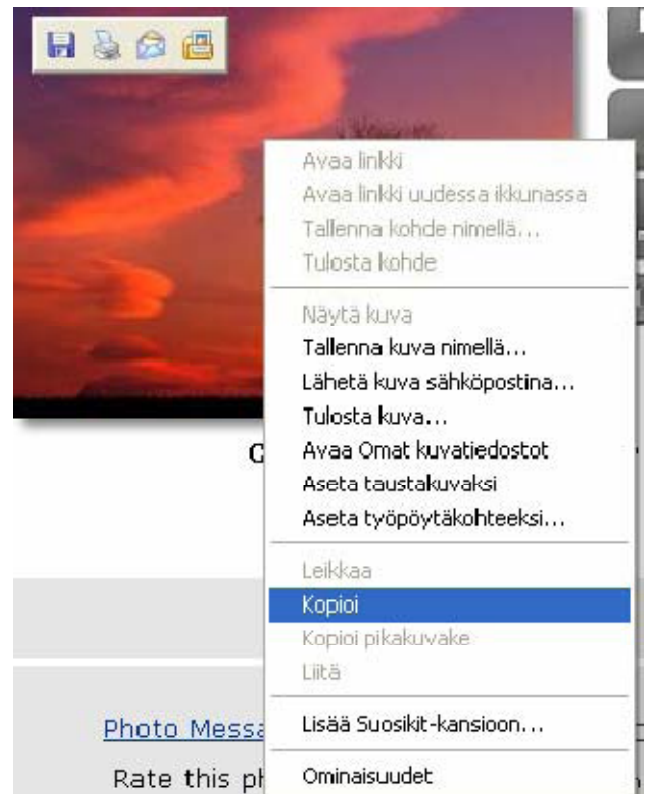 Avaa linkki
Avaa linkki uudessa ikkunassa
Tallenna kohde nimellä...
Tulosta kohde
Näytä kuva
Tallenna kuva nimellä...
Lähetä kuva sähköpostina...
Tulosta kuva...
Avaa Omat kuvatiedostot
Aseta taustakuvaksi
Aseta työpöytäkohteeksi...
Leikkaa
Kopioi
Kopioi pikakuvake
Liitä
Lisää Suosikit-kansioon...
Photo Messa
Ominaisuudet
Rate this ph